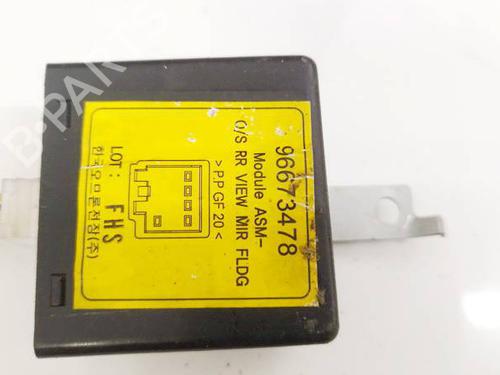 96673478
Module ASM-
O/S RR VIEW MIR FLDG
> P.P GF 20 <
LOT : FHS
한국오므론전장(주)
B-PARTS